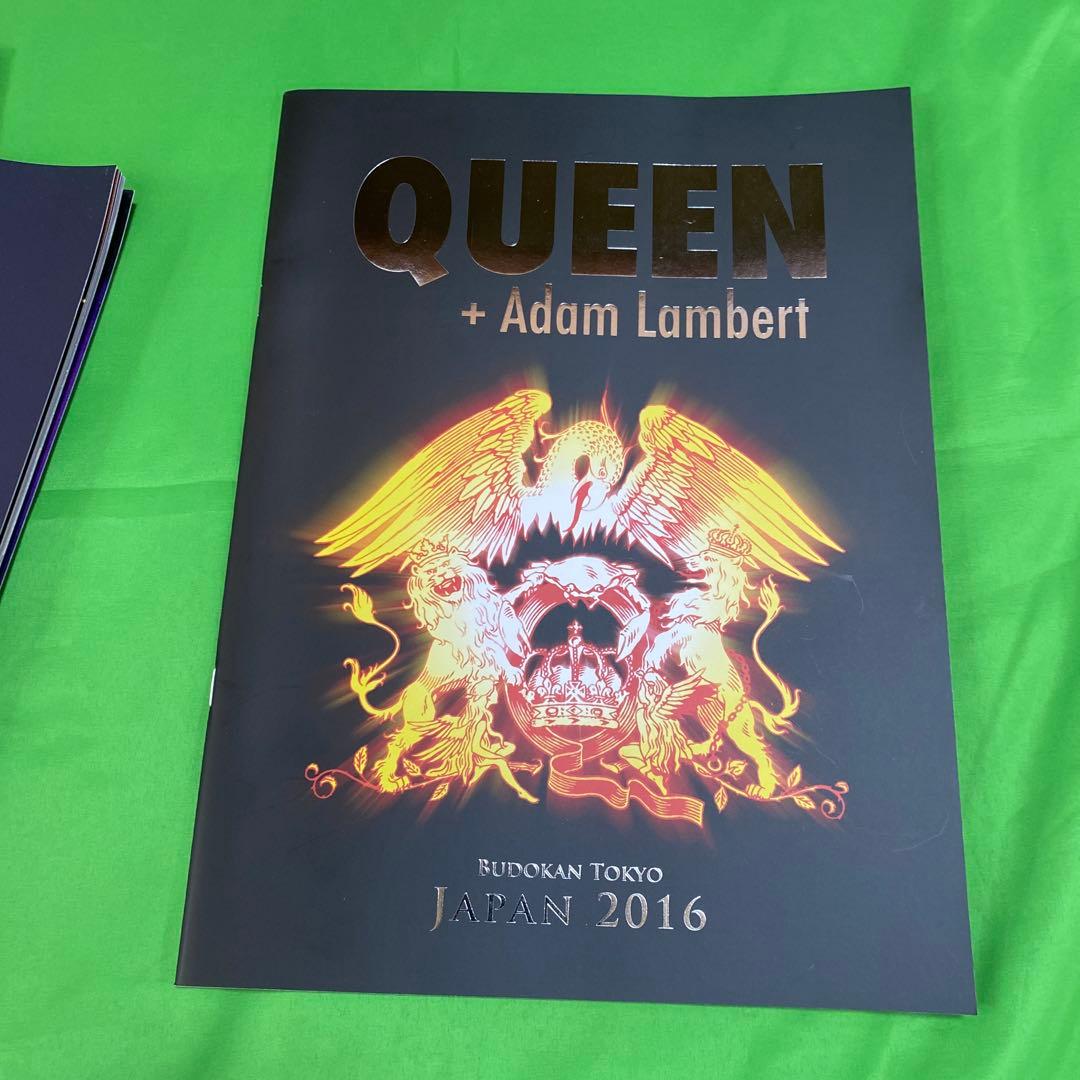 QUEEN
+ Adam Lambert
BUDOKAN TOKYO
JAPAN 2016